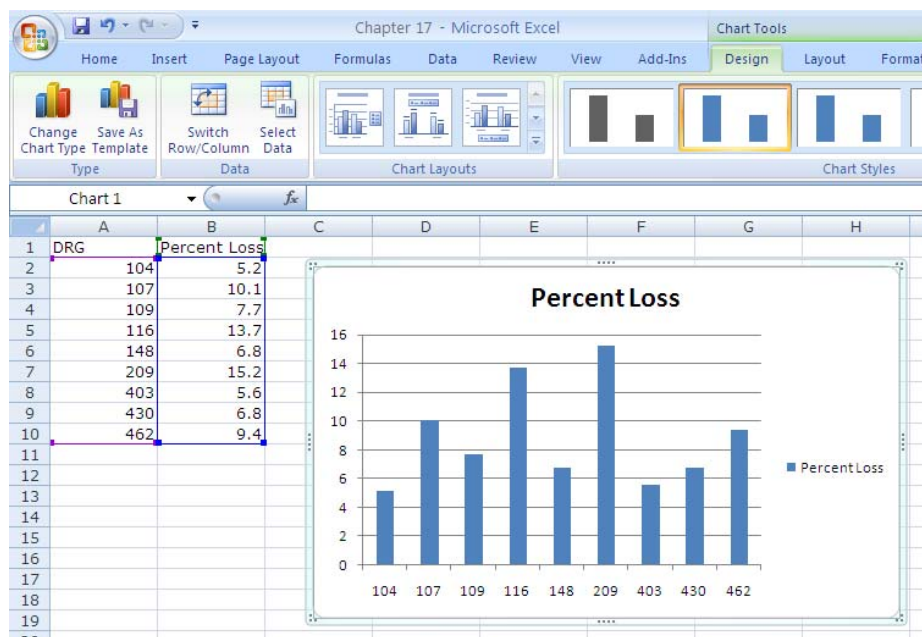 Chapter 17 - Microsoft Excel
Chart Tools
Home Insert Page Layout Formulas Data Review View Add-Ins Design Layout Format
Change Chart Type
Save As Template
Switch Row/Column
Select Data
Type Data Chart Layouts Chart Styles
Chart 1 fx
A B C D E F G H
1 DRG Percent Loss
2 104 5.2
3 107 10.1
4 109 7.7
5 116 13.7
6 148 6.8
7 209 15.2
8 403 5.6
9 430 6.8
10 462 9.4
11
12
13
14
15
16
17
18
19
Percent Loss
16
14
12
10
8
6
4
2
0
104 107 109 116 148 209 403 430 462
Percent Loss